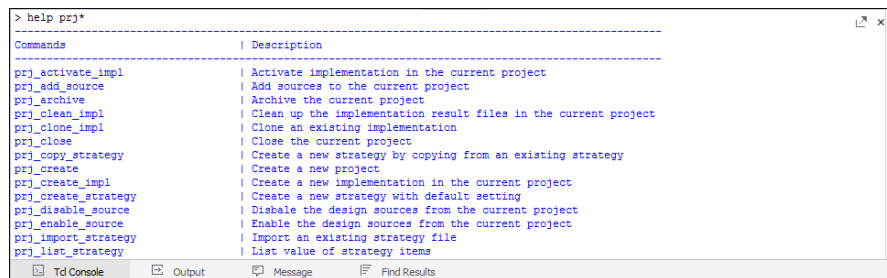 > help prj*
Commands | Description
prj_activate_impl | Activate implementation in the current project
prj_add_source | Add sources to the current project
prj_archive | Archive the current project
prj_clean_impl | Clean up the implementation result files in the current project
prj_clone_impl | Clone an existing implementation
prj_close | Close the current project
prj_copy_strategy | Create a new strategy by copying from an existing strategy
prj_create | Create a new project
prj_create_impl | Create a new implementation in the current project
prj_create_strategy | Create a new strategy with default setting
prj_disable_source | Disbale the design sources from the current project
prj_enable_source | Enable the design sources from the current project
prj_import_strategy | Import an existing strategy file
prj_list_strategy | List value of strategy items
Tcl Console Output Message Find Results